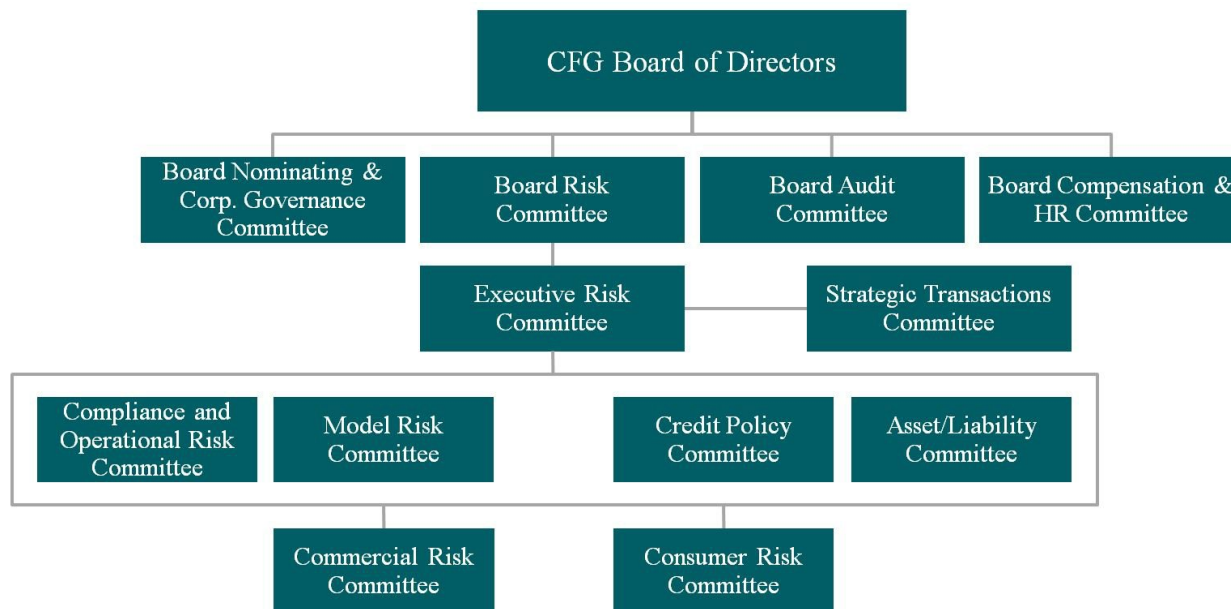 CFG Board of Directors
Board Nominating &
Corp. Governance
Committee
Board Risk
Committee
Board Audit
Committee
Board Compensation &
HR Committee
Executive Risk
Committee
Strategic Transactions
Committee
Compliance and
Operational Risk
Committee
Model Risk
Committee
Credit Policy
Committee
Asset/Liability
Committee
Commercial Risk
Committee
Consumer Risk
Committee